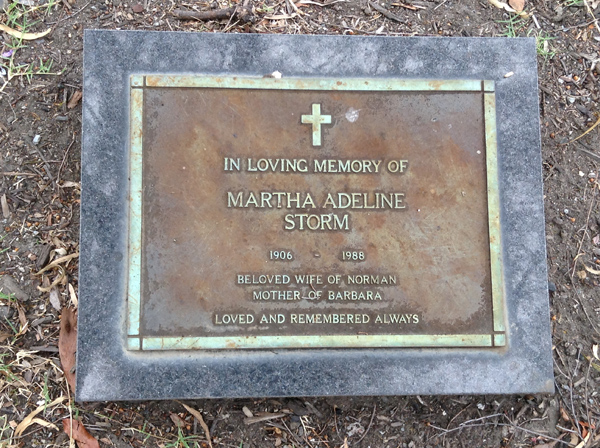 IN LOVING MEMORY OF
MARTHA ADELINE
STORM
1906 - 1988
BELOVED WIFE OF NORMAN
MOTHER OF BARBARA
LOVED AND REMEMBERED ALWAYS